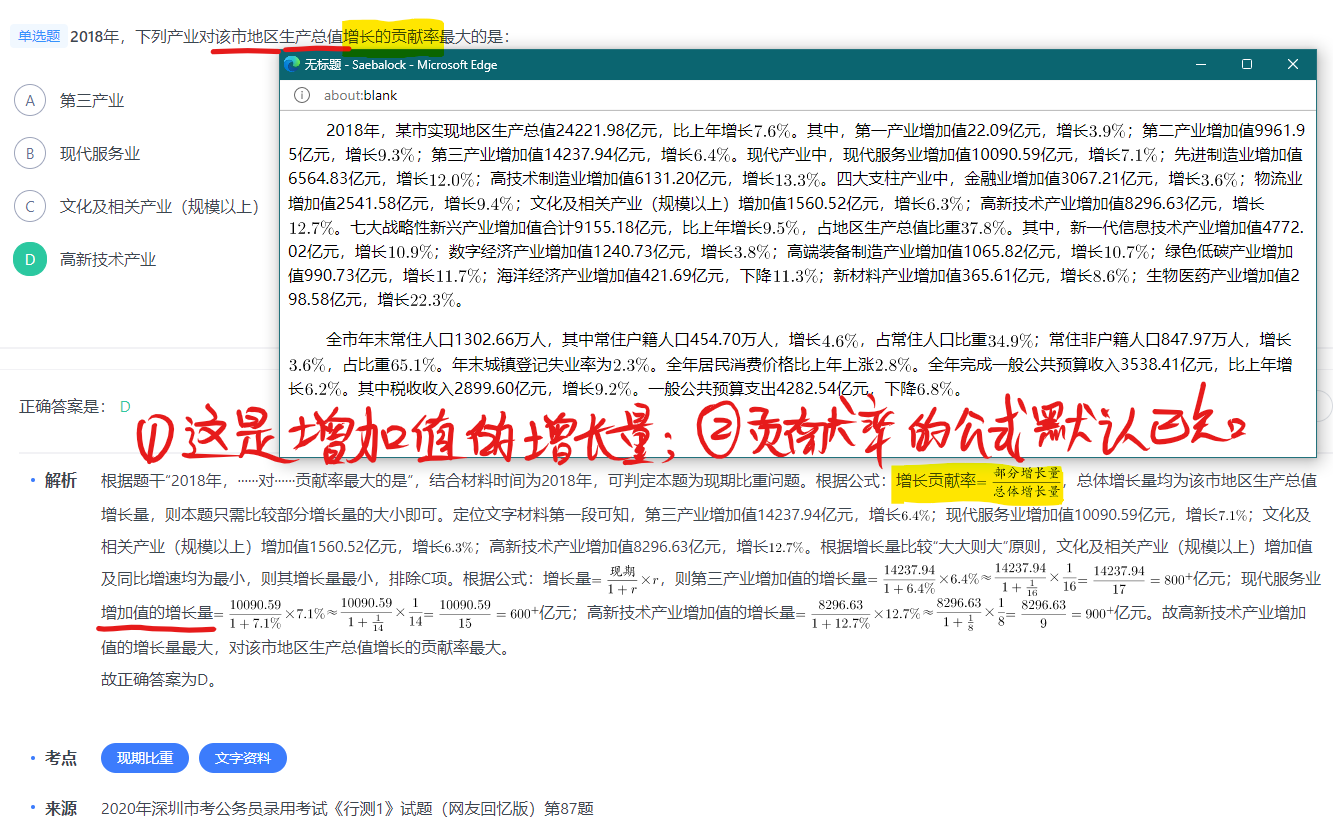 单选题 2018年，下列产业对该市地区生产总值增长的贡献率最大的是：
无标题 - Saebalock - Microsoft Edge
about:blank
A 第三产业
B 现代服务业
C 文化及相关产业（规模以上）
D 高新技术产业
2018年，某市实现地区生产总值24221.98亿元，比上年增长7.6%。其中，第一产业增加值22.09亿元，增长3.9%；第二产业增加值9961.9
5亿元，增长9.3%；第三产业增加值14237.94亿元，增长6.4%。现代产业中，现代服务业增加值10090.59亿元，增长7.1%；先进制造业增加值
6564.83亿元，增长12.0%；高技术制造业增加值6131.20亿元，增长13.3%。四大支柱产业中，金融业增加值3067.21亿元，增长3.6%；物流业
增加值2541.58亿元，增长9.4%；文化及相关产业（规模以上）增加值1560.52亿元，增长6.3%；高新技术产业增加值8296.63亿元，增长
12.7%。七大战略性新兴产业增加值合计9155.18亿元，比上年增长9.5%，占地区生产总值比重37.8%。其中，新一代信息技术产业增加值4772.
02亿元，增长10.9%；数字经济产业增加值1240.73亿元，增长3.8%；高端装备制造产业增加值1065.82亿元，增长10.7%；绿色低碳产业增
加值990.73亿元，增长11.7%；海洋经济产业增加值421.69亿元，下降11.3%；新材料产业增加值365.61亿元，增长8.6%；生物医药产业增加值2
98.58亿元，增长22.3%。
全市年末常住人口1302.66万人，其中常住户籍人口454.70万人，增长4.6%，占常住人口比重34.9%；常住非户籍人口847.97万人，增长
3.6%，占比重65.1%。年末城镇登记失业率为2.3%。全年居民消费价格比上年上涨2.8%。全年完成一般公共预算收入3538.41亿元，比上年增
长6.2%。其中税收收入2899.60亿元，增长9.2%。一般公共预算支出4282.54亿元，下降6.8%。
正确答案是： D
①这是增加值的增长量；②贡献率的公式默认已知。
解析 根据题干“2018年，……对……贡献率最大的是”，结合材料时间为2018年，可判定本题为现期比重问题。根据公式：增长贡献率=部分增长量/总体增长量，总体增长量均为该市地区生产总值
增长量，则本题只需比较部分增长量的大小即可。定位文字材料第一段可知，第三产业增加值14237.94亿元，增长6.4%；现代服务业增加值10090.59亿元，增长7.1%；文化及
相关产业（规模以上）增加值1560.52亿元，增长6.3%；高新技术产业增加值8296.63亿元，增长12.7%。根据增长量比较“大大则大”原则，文化及相关产业（规模以上）增加值
及同比增速均为最小，则其增长量最小，排除C项。根据公式：增长量=现期/(1+r)×r，则第三产业增加值的增长量=14237.94/(1+6.4%)×6.4%≈14237.94/(1+1/16)×1/16=14237.94/17=800⁺亿元；现代服务业
增加值的增长量=10090.59/(1+7.1%)×7.1%≈10090.59/(1+1/14)×1/14=10090.59/15=600⁺亿元；高新技术产业增加值的增长量=8296.63/(1+12.7%)×12.7%≈8296.63/(1+1/8)×1/8=8296.63/9=900⁺亿元。故高新技术产业增加
值的增长量最大，对该市地区生产总值增长的贡献率最大。
故正确答案为D。
考点 现期比重 文字资料
来源 2020年深圳市考公务员录用考试《行测1》试题（网友回忆版）第87题